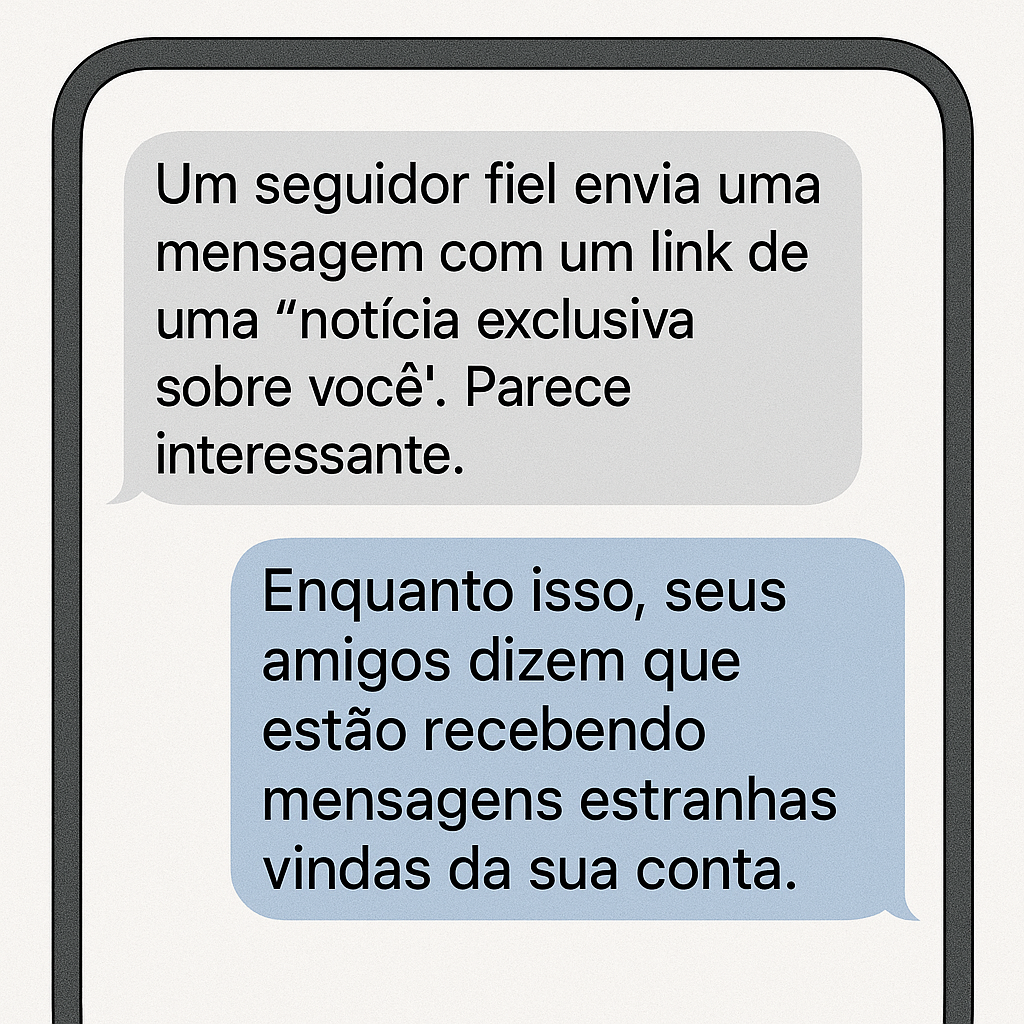 Um seguidor fiel envia uma
mensagem com um link de
uma “notícia exclusiva
sobre você'. Parece
interessante.
Enquanto isso, seus
amigos dizem que
estão recebendo
mensagens estranhas
vindas da sua conta.